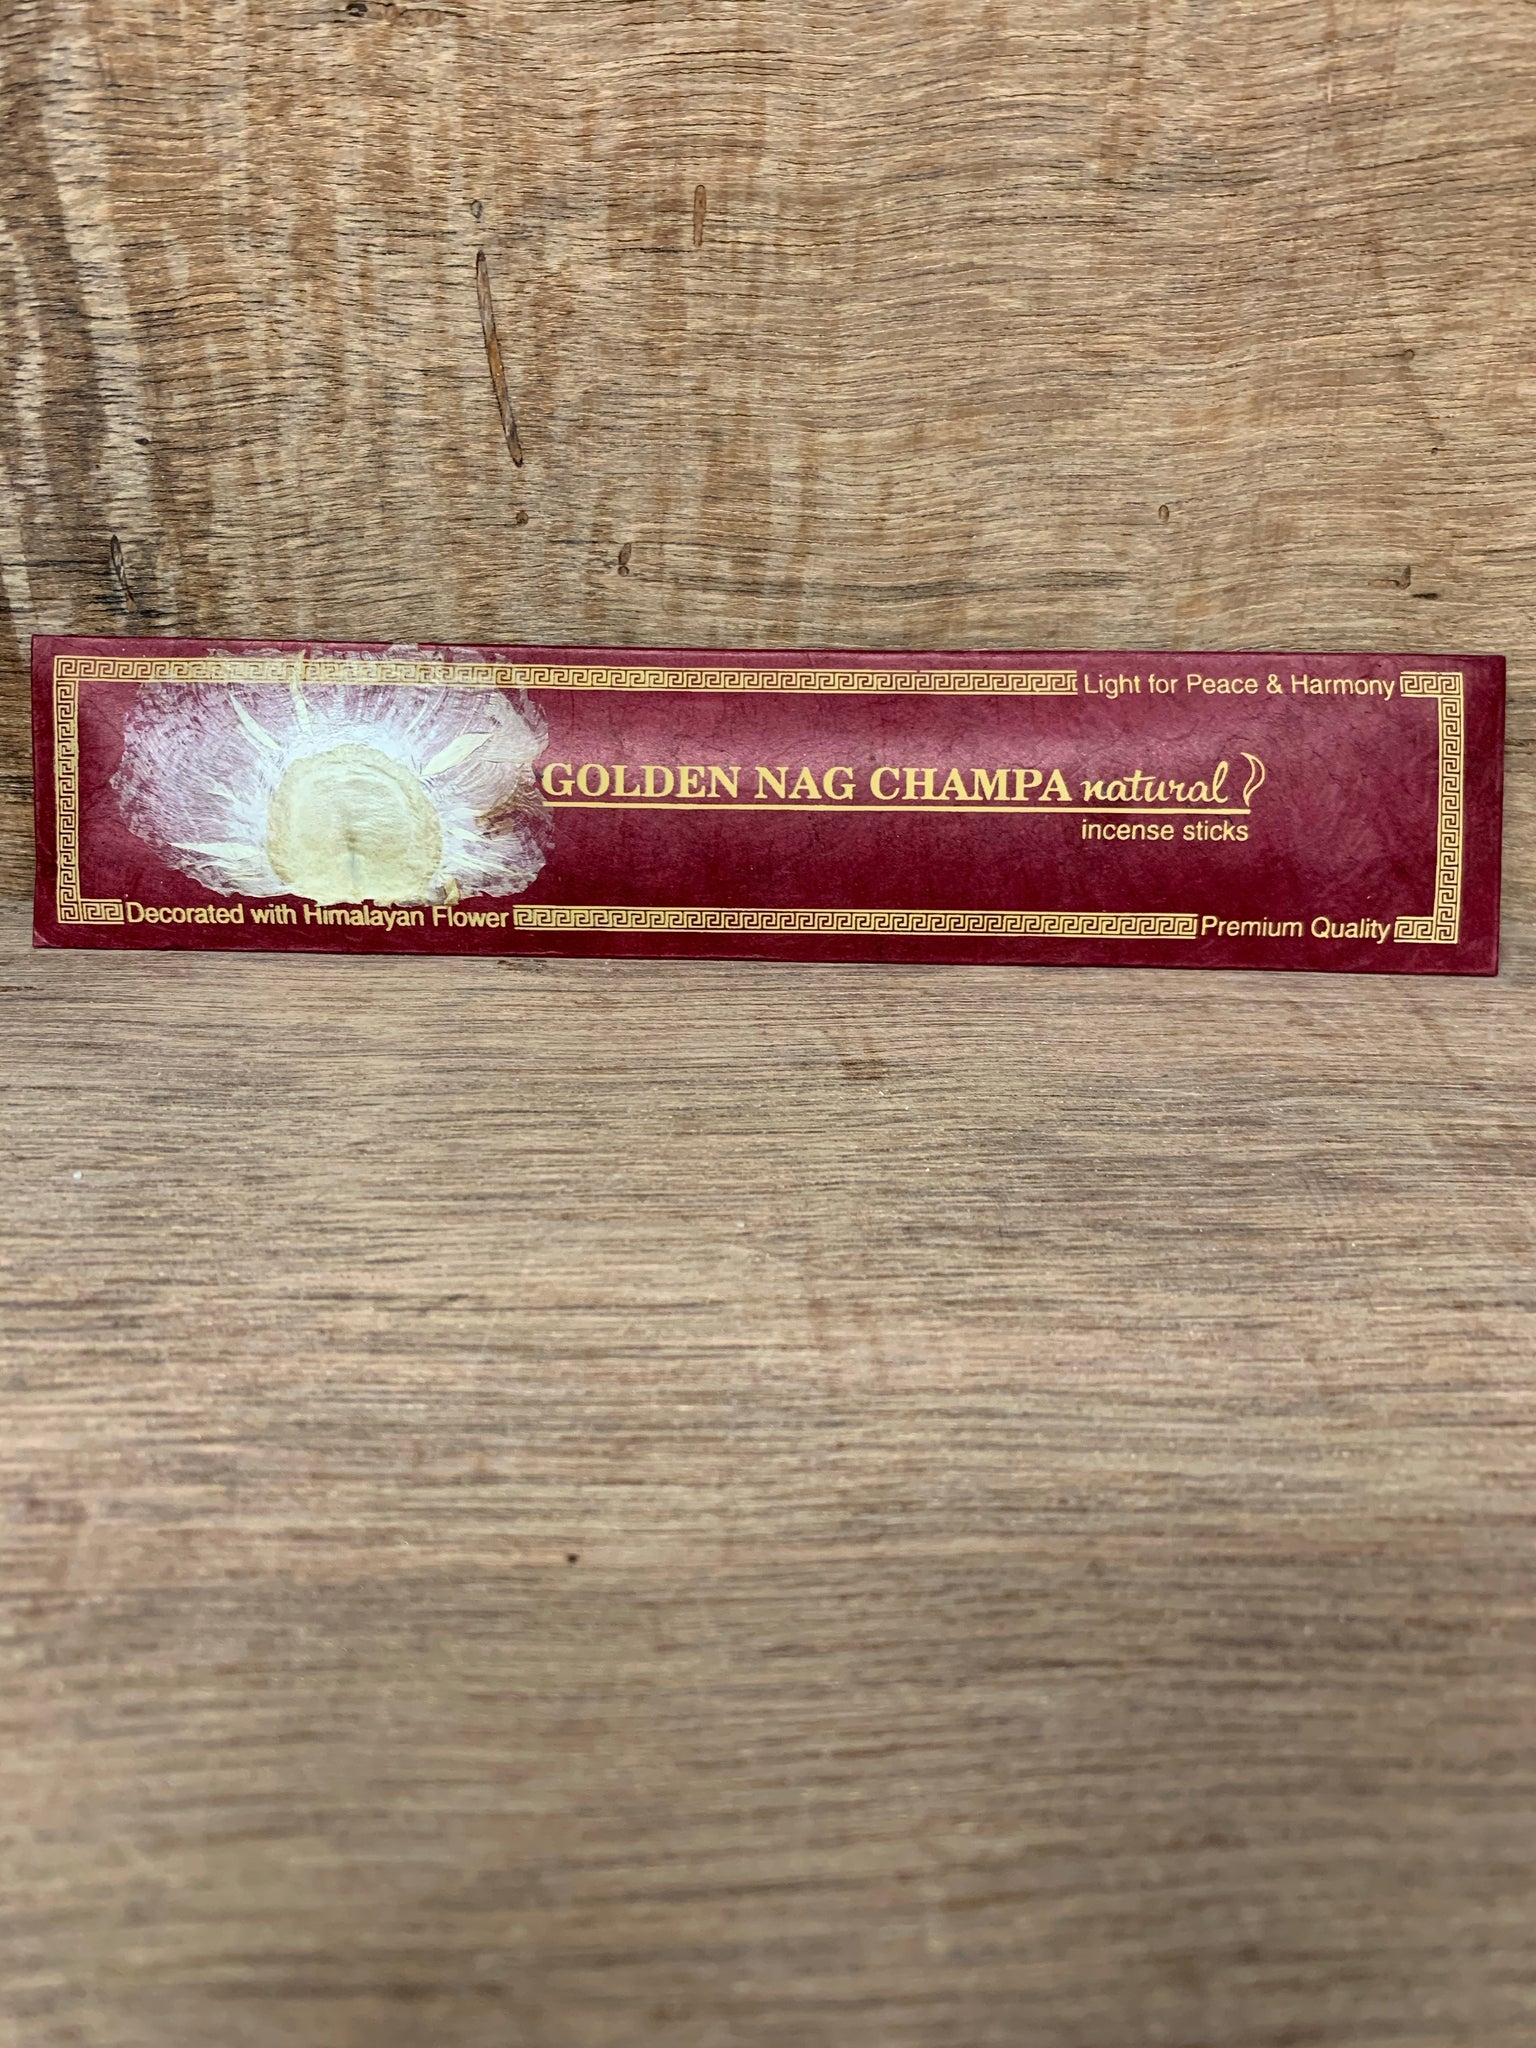 Light for Peace & Harmony
GOLDEN NAG CHAMPA natural
incense sticks
Decorated with Himalayan Flower
Premium Quality